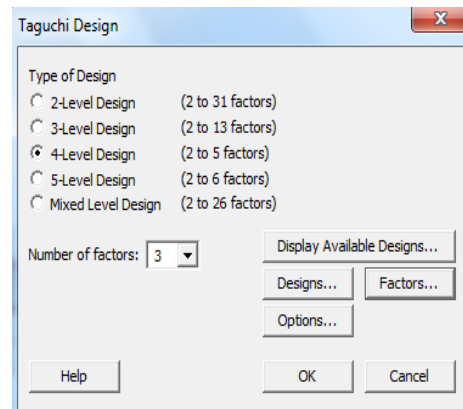 Taguchi Design
X
Type of Design
2-Level Design (2 to 31 factors)
3-Level Design (2 to 13 factors)
4-Level Design (2 to 5 factors)
5-Level Design (2 to 6 factors)
Mixed Level Design (2 to 26 factors)
Number of factors: 3
Display Available Designs...
Designs... Factors...
Options...
Help OK Cancel